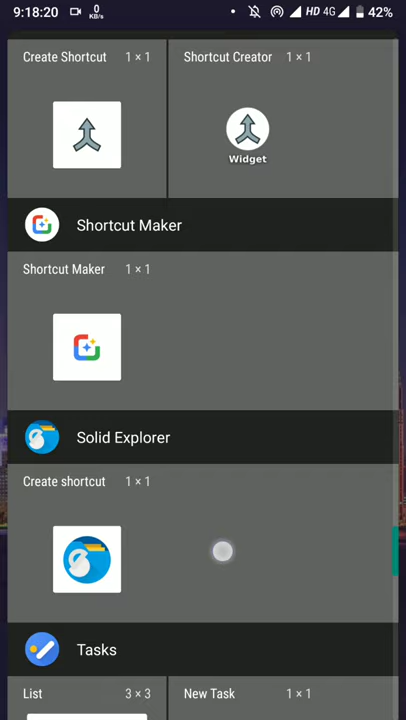 9:18:20 0 KB/s HD 4G 42%
Create Shortcut 1 × 1 Shortcut Creator 1 × 1
Widget
Shortcut Maker
Shortcut Maker 1 × 1
Solid Explorer
Create shortcut 1 × 1
Tasks
List 3 × 3 New Task 1 × 1